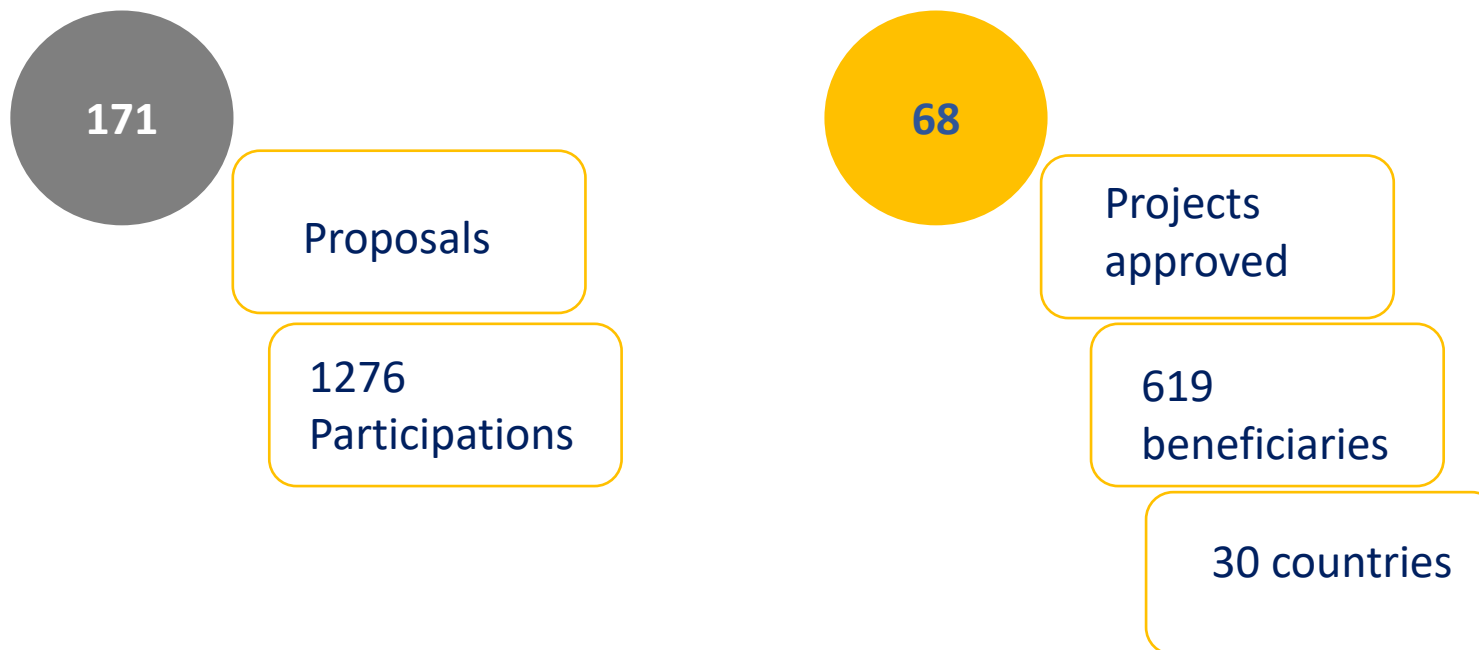 171
Proposals
1276
Participations
68
Projects
approved
619
beneficiaries
30 countries